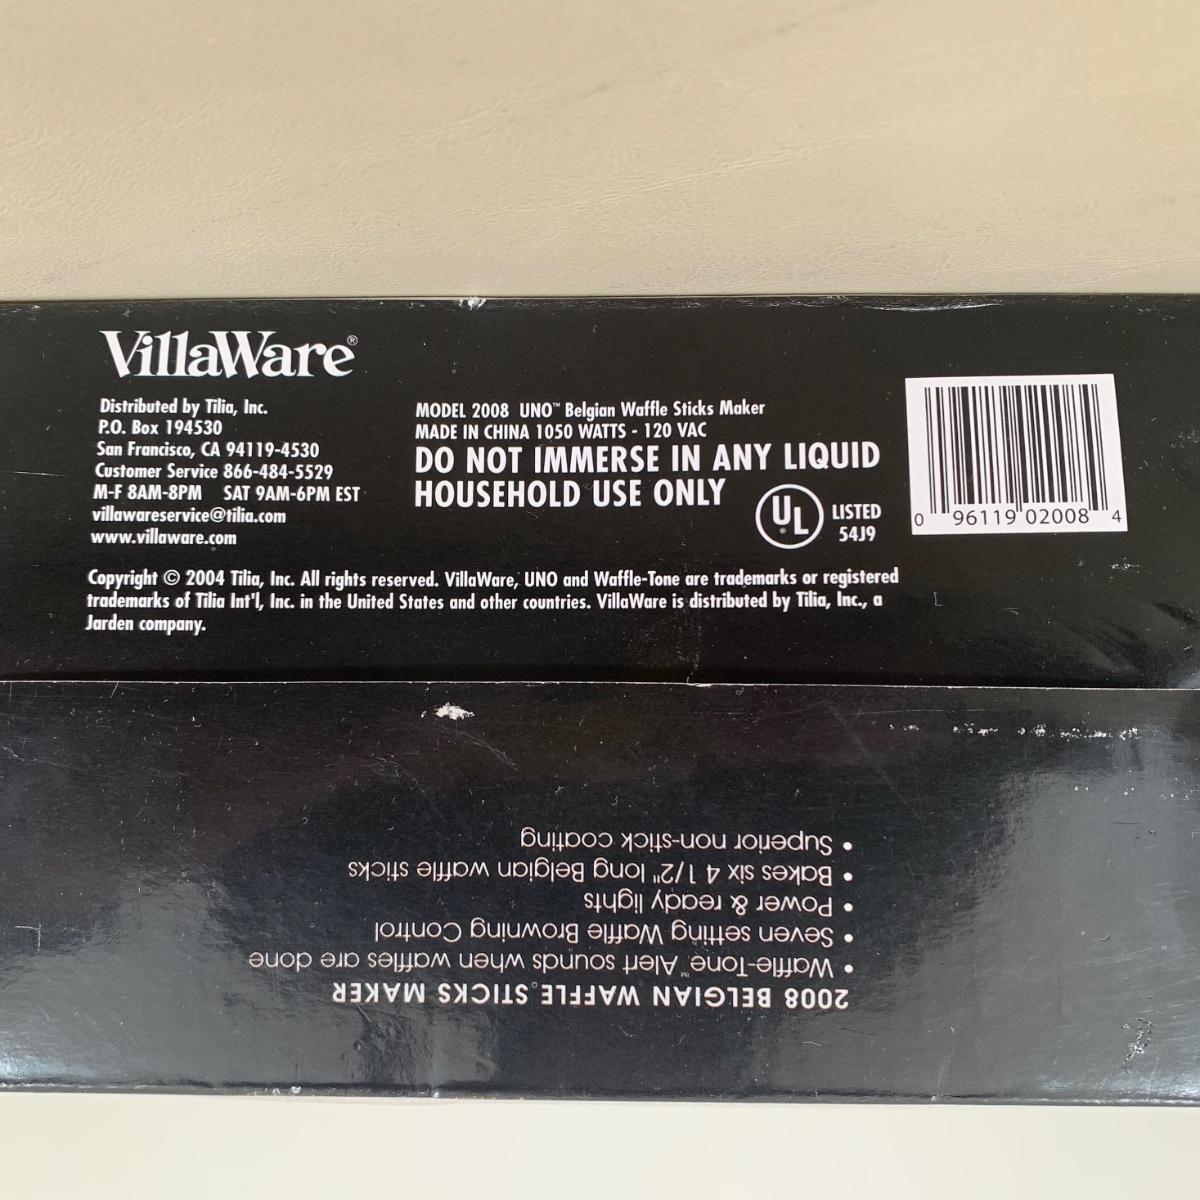 VillaWare®
Distributed by Tilia, Inc.
P.O. Box 194530
San Francisco, CA 94119-4530
Customer Service 866-484-5529
M-F 8AM-8PM SAT 9AM-6PM EST
villawareservice@tilia.com
www.villaware.com
MODEL 2008 UNO™ Belgian Waffle Sticks Maker
MADE IN CHINA 1050 WATTS - 120 VAC
DO NOT IMMERSE IN ANY LIQUID
HOUSEHOLD USE ONLY
UL
LISTED
54J9
0 96119 02008 4
Copyright © 2004 Tilia, Inc. All rights reserved. VillaWare, UNO and Waffle-Tone are trademarks or registered
trademarks of Tilia Int'l, Inc. in the United States and other countries. VillaWare is distributed by Tilia, Inc., a
Jarden company.
2008 BELGIAN WAFFLE STICKS MAKER
• Waffle-Tone™ Alert sounds when waffles are done
• Seven setting Waffle Browning Control
• Power & ready lights
• Bakes six 4 1/2" long Belgian waffle sticks
• Superior non-stick coating